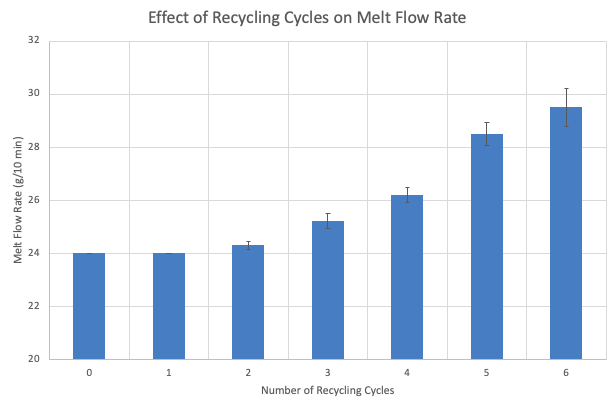 Effect of Recycling Cycles on Melt Flow Rate
32
30
28
26
24
22
20
Melt Flow Rate (g/10 min)
0 1 2 3 4 5 6
Number of Recycling Cycles